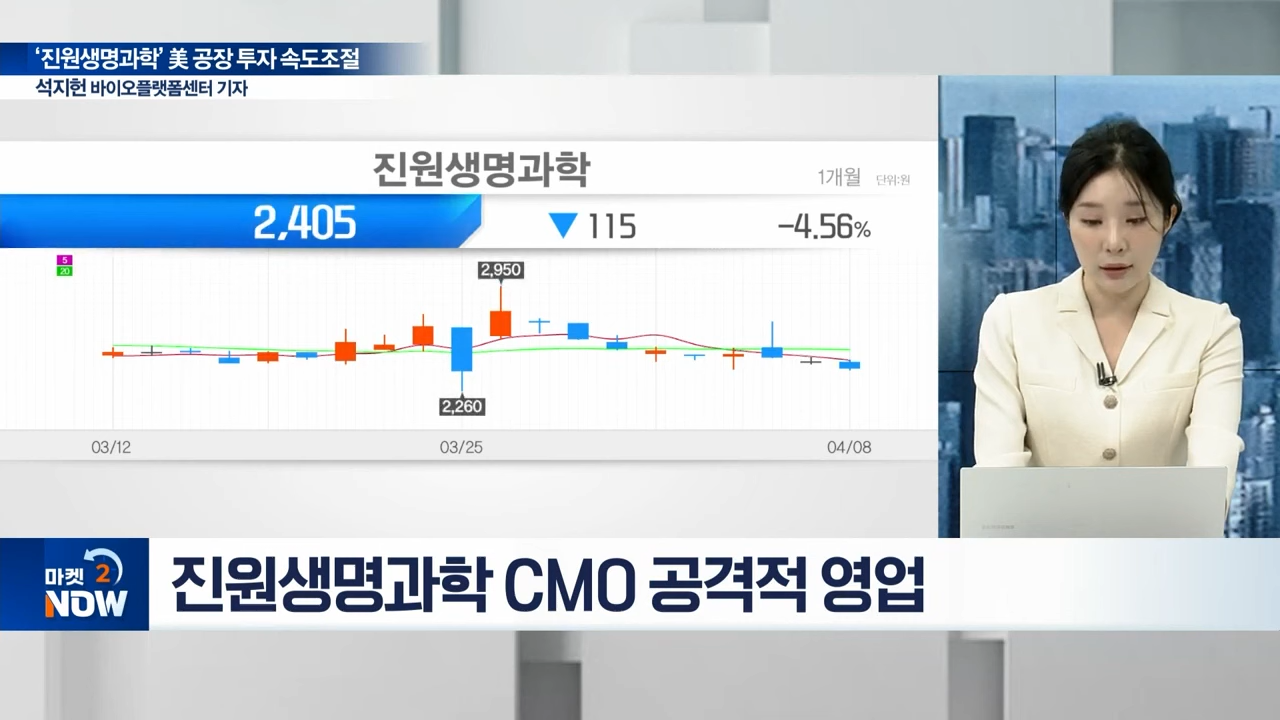 ‘진원생명과학’ 美 공장 투자 속도조절
석지헌 바이오플랫폼센터 기자
진원생명과학
1개월 단위:원
2,405 ▼ 115 -4.56%
5
20
2,950
2,260
03/12 03/25 04/08
마켓 2
NOW
진원생명과학 CMO 공격적 영업